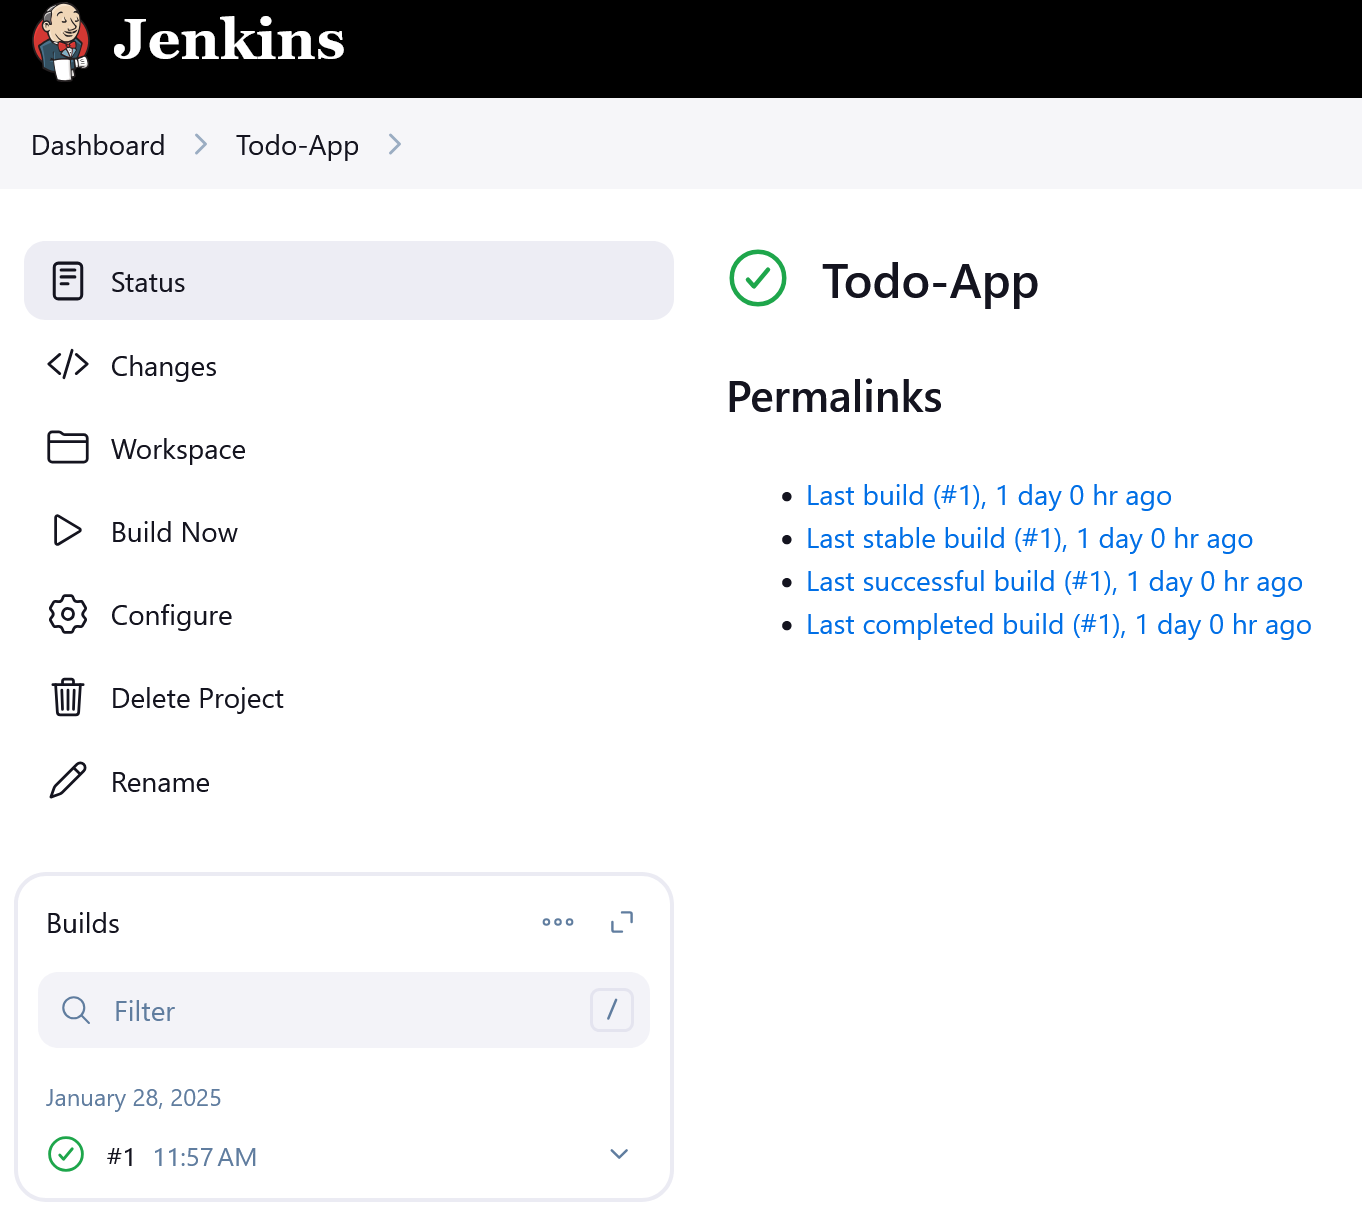 Jenkins
Dashboard
Todo-App
Status
Changes
Workspace
Build Now
Configure
Delete Project
Rename
Todo-App
Permalinks
Last build (#1), 1 day 0 hr ago
Last stable build (#1), 1 day 0 hr ago
Last successful build (#1), 1 day 0 hr ago
Last completed build (#1), 1 day 0 hr ago
Builds
Filter /
January 28, 2025
#1 11:57 AM